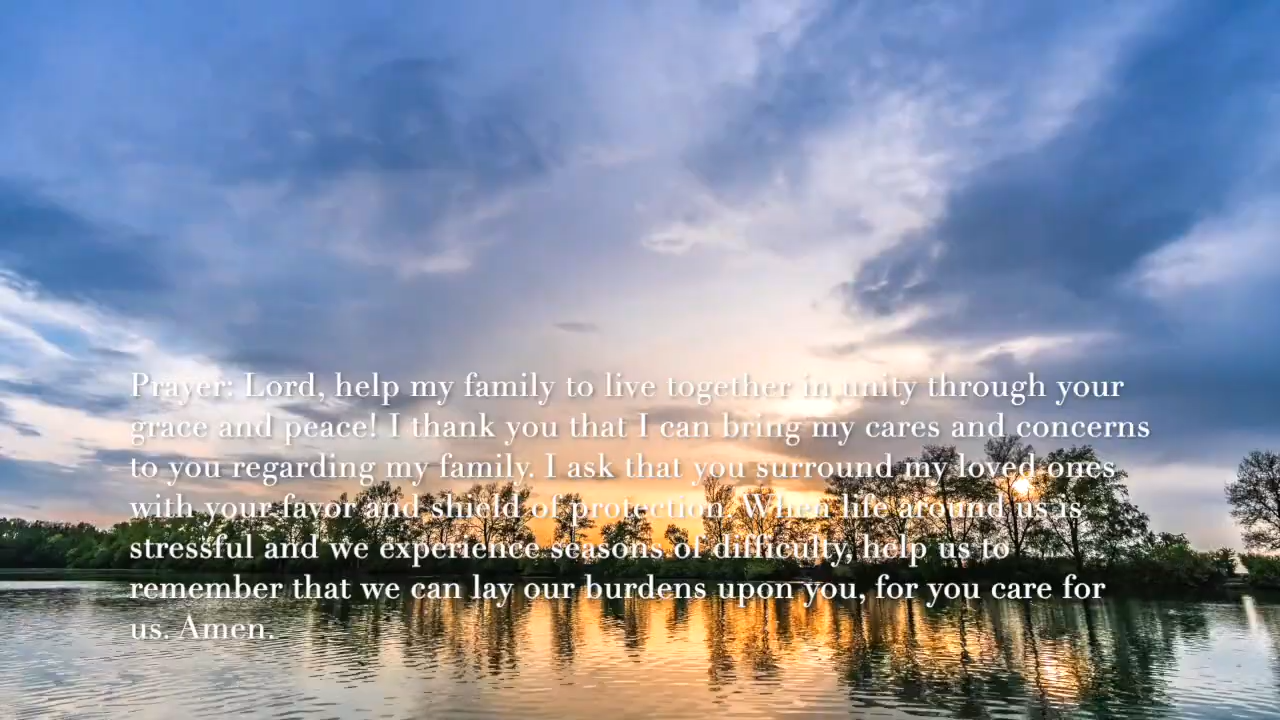 Prayer: Lord, help my family to live together in unity through your
grace and peace! I thank you that I can bring my cares and concerns
to you regarding my family. I ask that you surround my loved ones
with your favor and shield of protection. When life around us is
stressful and we experience seasons of difficulty, help us to
remember that we can lay our burdens upon you, for you care for
us. Amen.